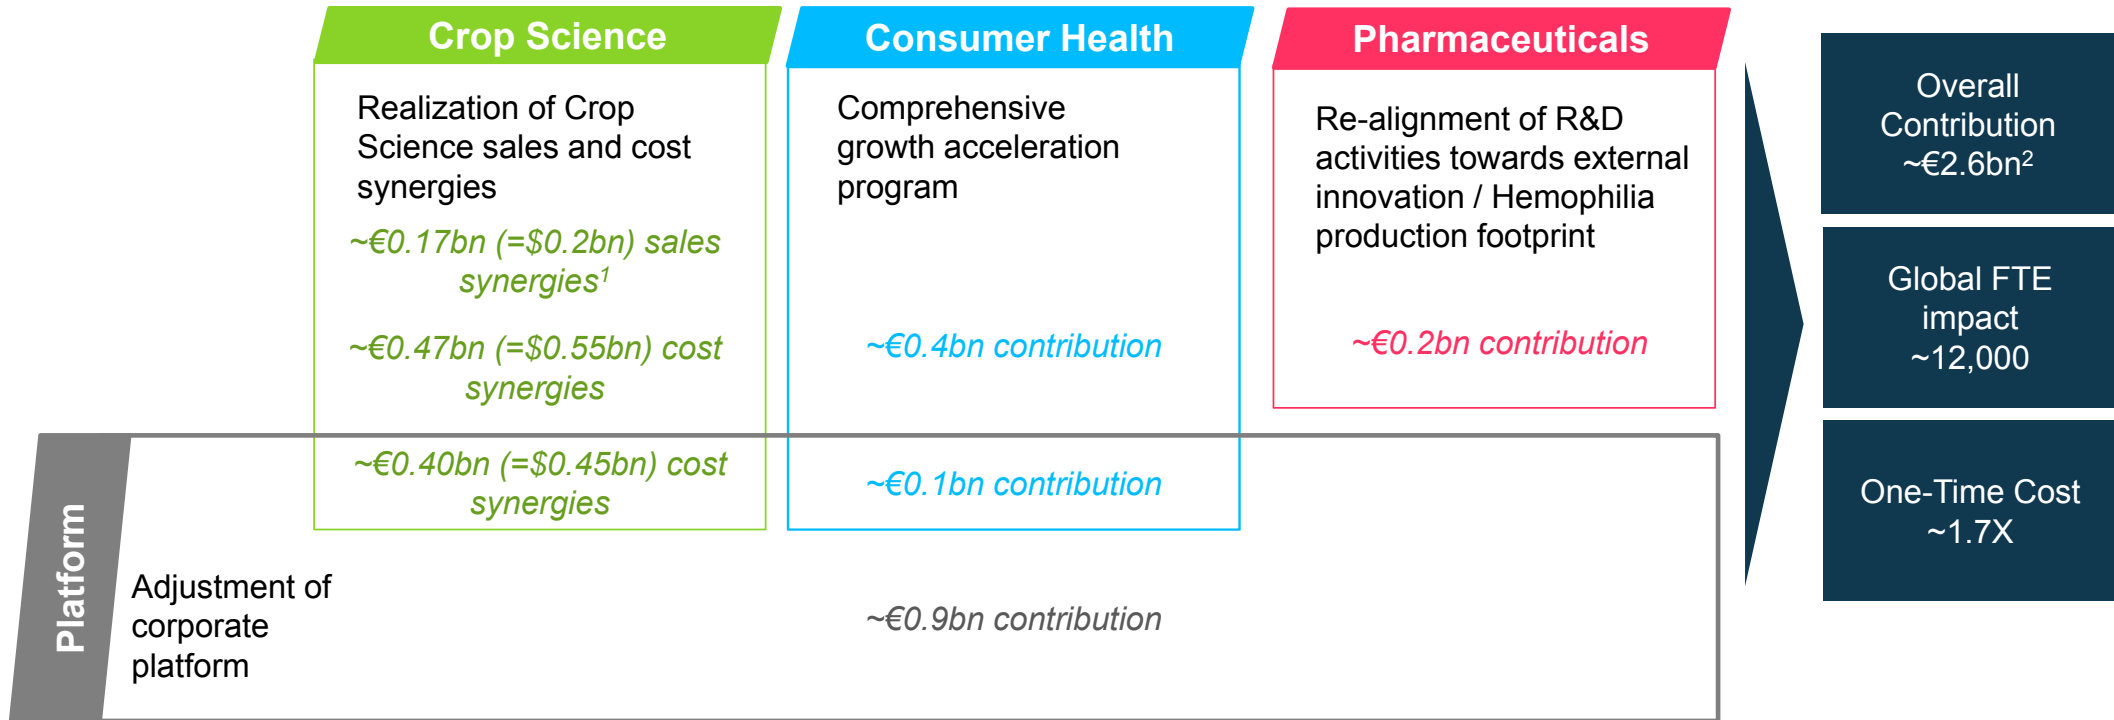 Crop Science
Realization of Crop
Science sales and cost
synergies
~€0.17bn (=$0.2bn) sales
synergies¹
~€0.47bn (=$0.55bn) cost
synergies
~€0.40bn (=$0.45bn) cost
synergies
Consumer Health
Comprehensive
growth acceleration
program
~€0.4bn contribution
~€0.1bn contribution
Pharmaceuticals
Re-alignment of R&D
activities towards external
innovation / Hemophilia
production footprint
~€0.2bn contribution
Platform
Adjustment of
corporate
platform
~€0.9bn contribution
Overall
Contribution
~€2.6bn²
Global FTE
impact
~12,000
One-Time Cost
~1.7X